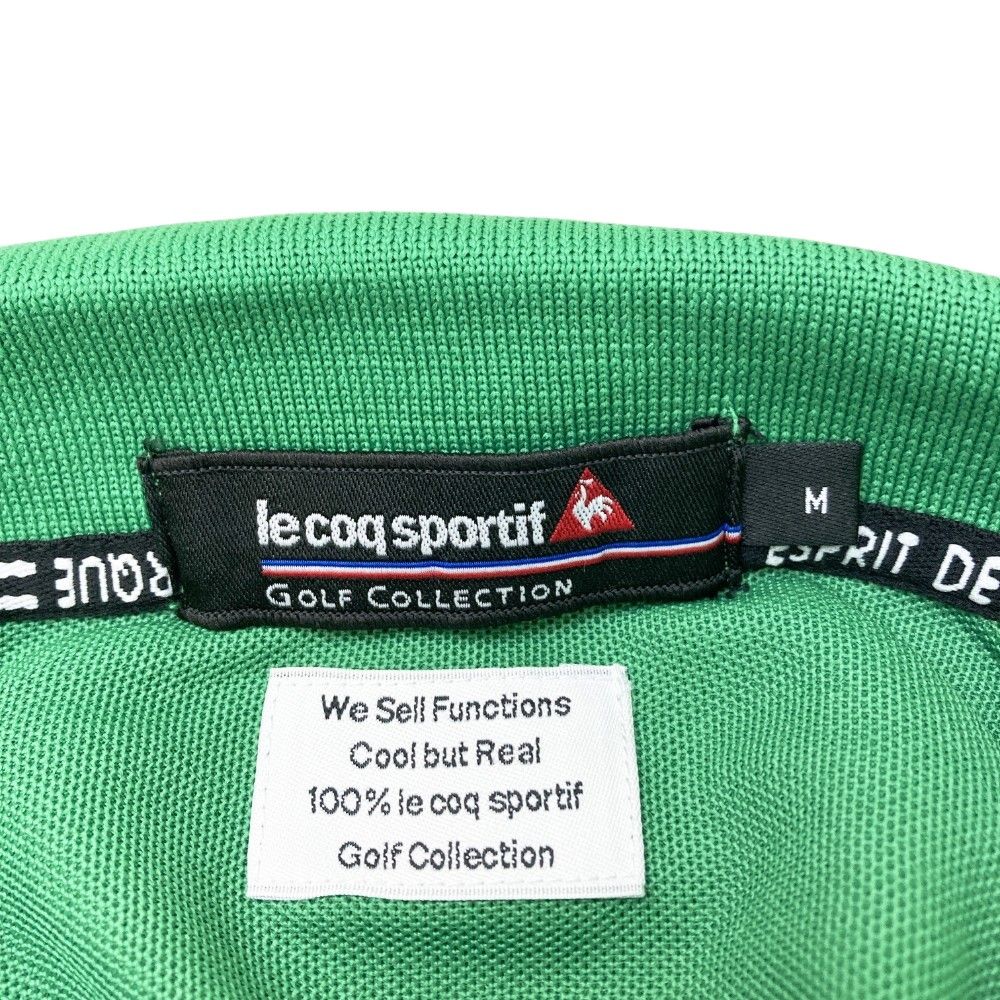 le coq sportif
GOLF COLLECTION
M
ESPRIT DE
We Sell Functions
Cool but Real
100% le coq sportif
Golf Collection